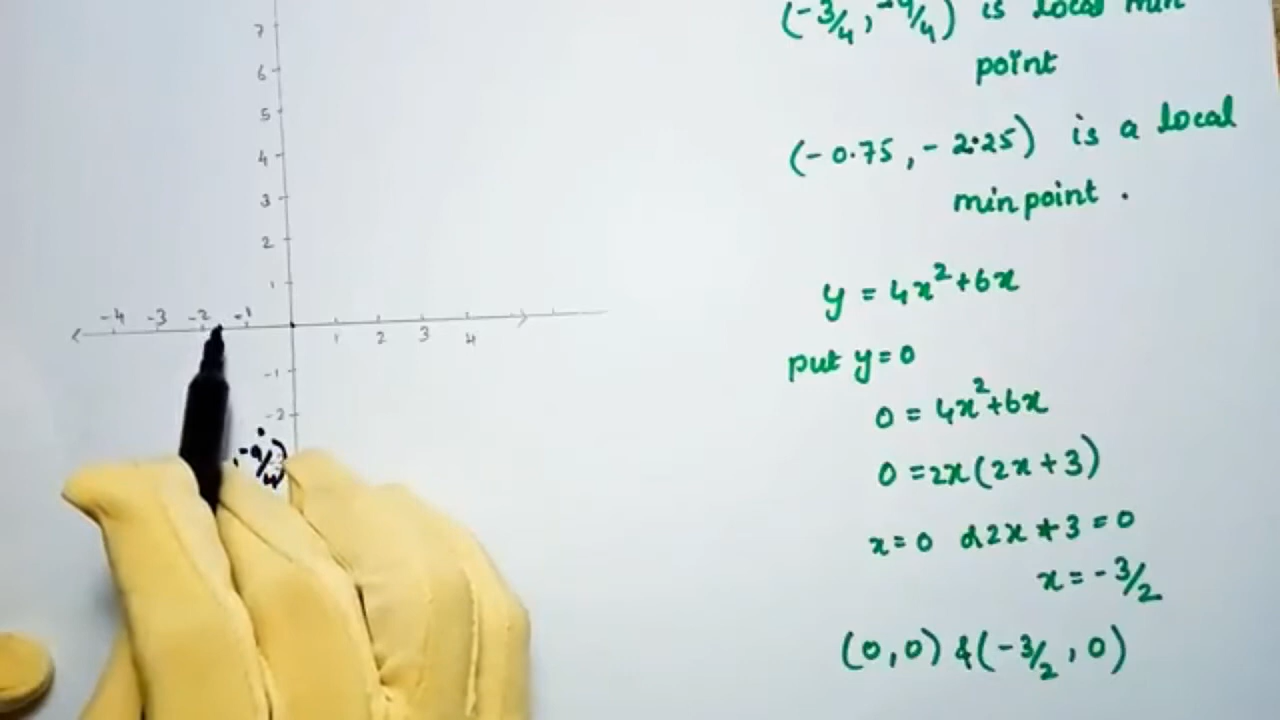 (-3/4, -9/4) is local min
point
(-0.75, -2.25) is a local
min point.
y = 4x²+6x
put y=0
0 = 4x²+6x
0 =2x(2x+3)
x=0 & 2x+3=0
x=-3/2
(0,0) &(-3/2, 0)
7
6
5
4
3
2
1
-4 -3 -2 -1
1 2 3 4
-1
-2
, -9/4)